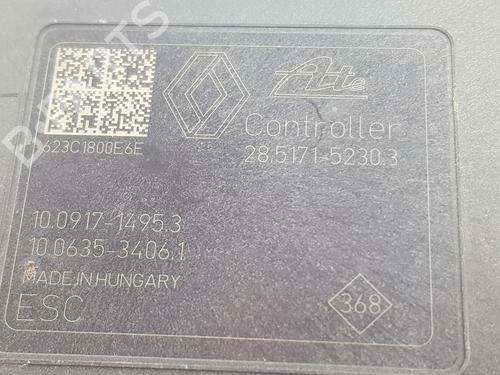 Ate
Controller
623C1800E6E
28.5171-5230.3
10.0917-1495.3
10.0635-3406.1
MADE IN HUNGARY
ESC
368